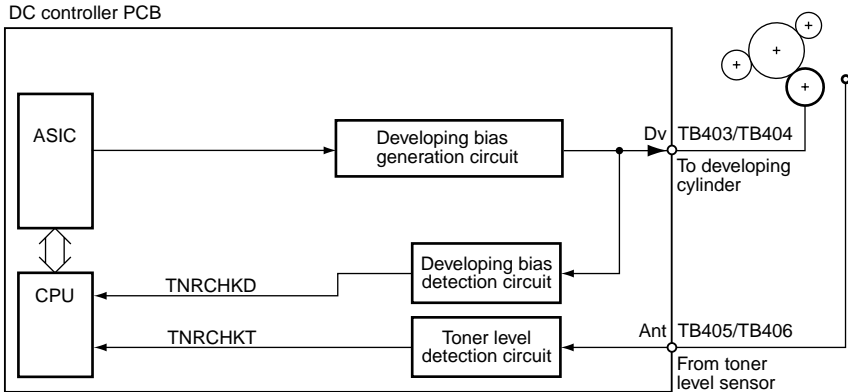 DC controller PCB
ASIC
Developing bias
generation circuit
Dv
TB403/TB404
To developing
cylinder
CPU
TNRCHKD
Developing bias
detection circuit
TNRCHKT
Toner level
detection circuit
Ant
TB405/TB406
From toner
level sensor